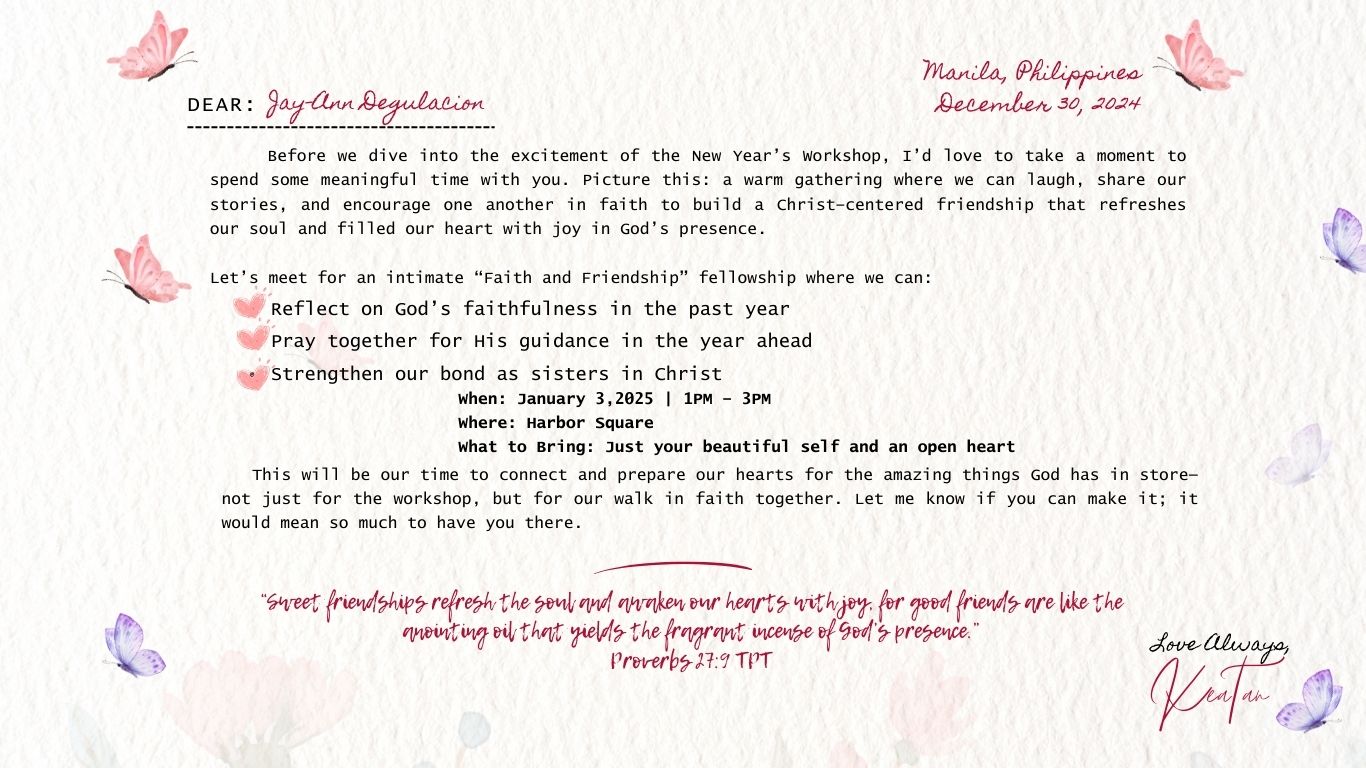 Manila, Philippines
December 30, 2024
DEAR: Jay-Ann Degulacion
Before we dive into the excitement of the New Year’s Workshop, I’d love to take a moment to
spend some meaningful time with you. Picture this: a warm gathering where we can laugh, share our
stories, and encourage one another in faith to build a Christ-centered friendship that refreshes
our soul and filled our heart with joy in God’s presence.
Let’s meet for an intimate “Faith and Friendship” fellowship where we can:
Reflect on God’s faithfulness in the past year
Pray together for His guidance in the year ahead
Strengthen our bond as sisters in Christ
When: January 3,2025 | 1PM - 3PM
Where: Harbor Square
What to Bring: Just your beautiful self and an open heart
This will be our time to connect and prepare our hearts for the amazing things God has in store—
not just for the workshop, but for our walk in faith together. Let me know if you can make it; it
would mean so much to have you there.
“Sweet friendships refresh the soul and awaken our hearts with joy, for good friends are like the
anointing oil that yields the fragrant incense of God’s presence.”
Proverbs 27:9 TPT
Love Always,
KeaTan